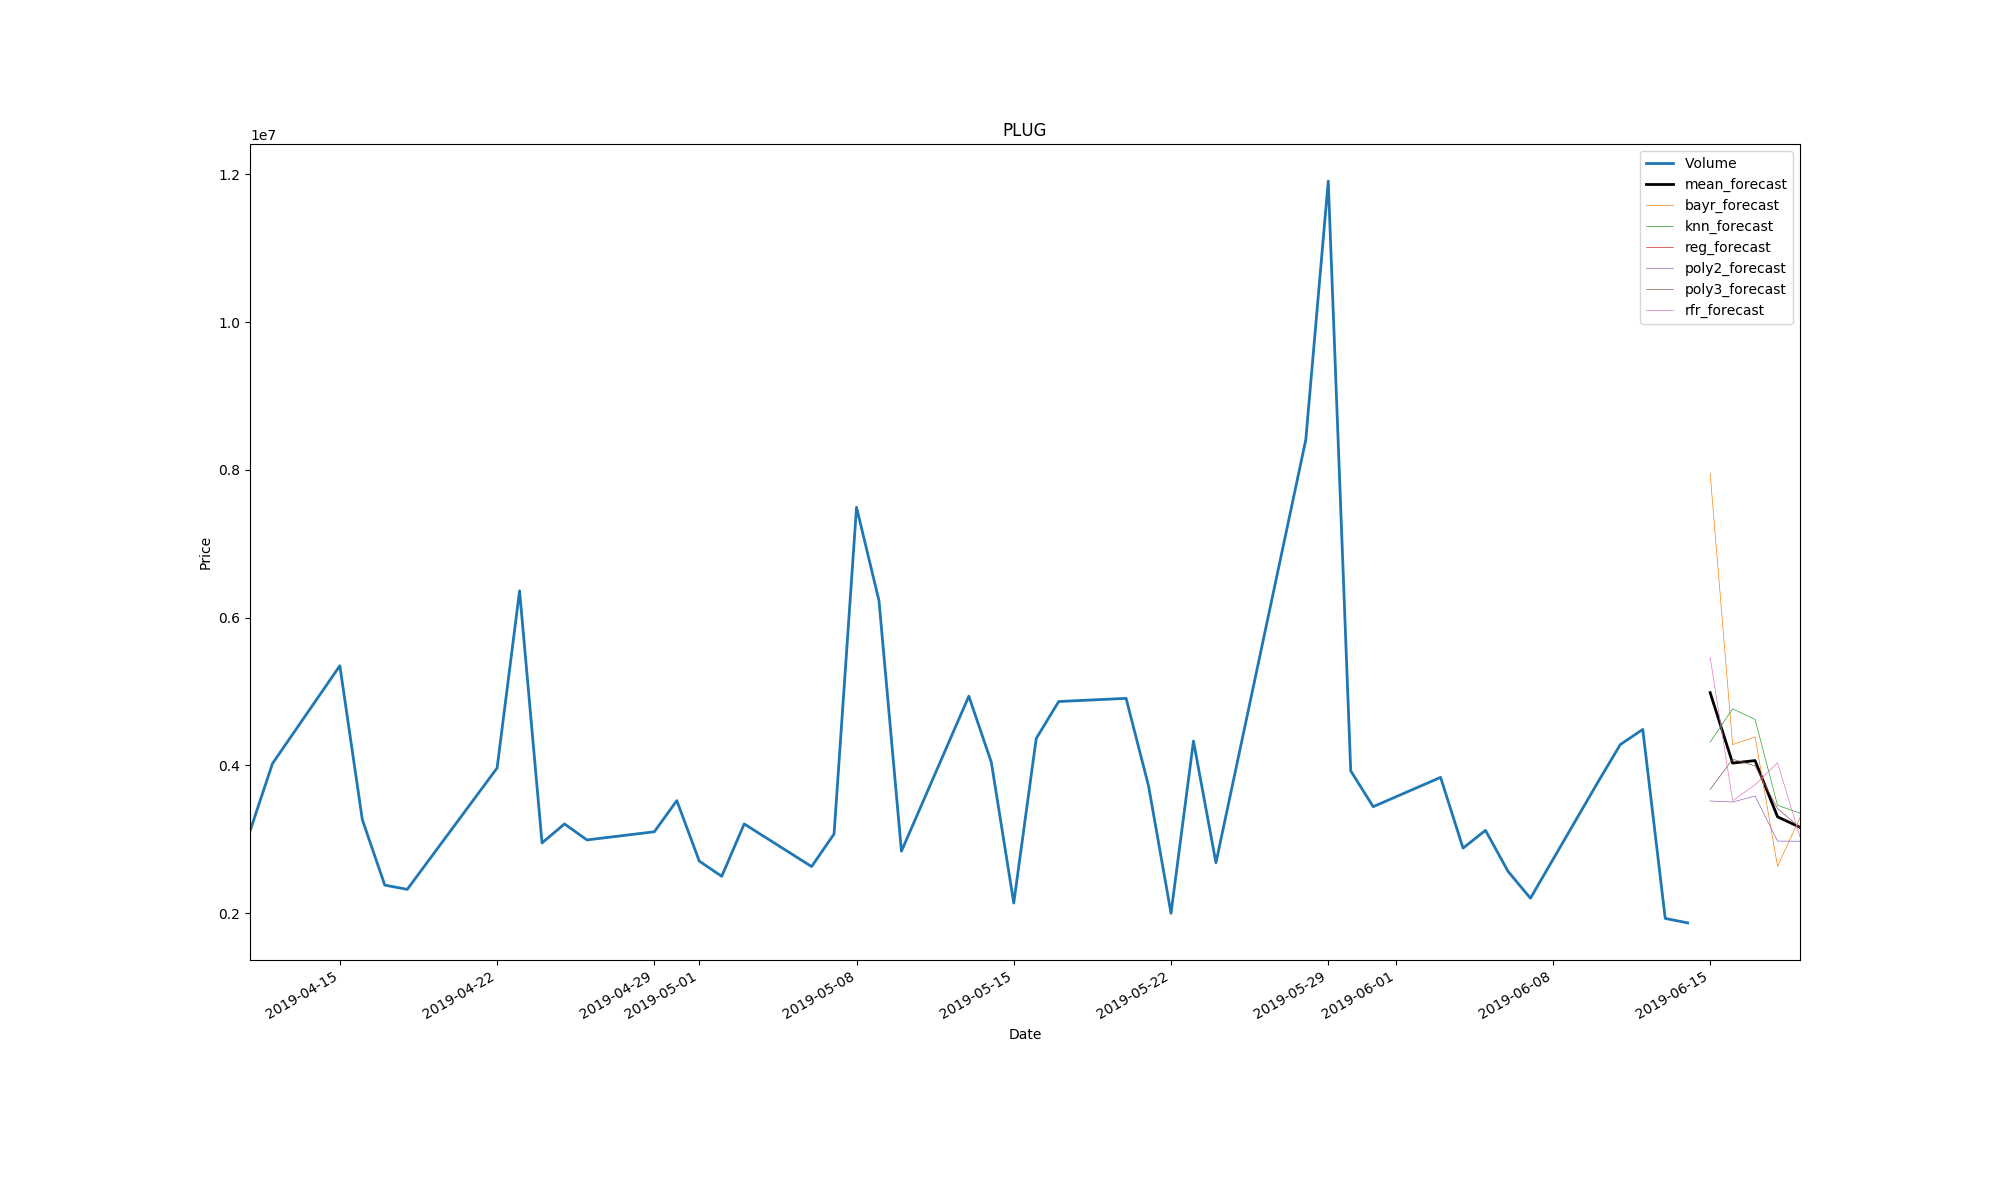 PLUG
1e7
1.2
1.0
0.8
0.6
0.4
0.2
Price
Volume
mean_forecast
bayr_forecast
knn_forecast
reg_forecast
poly2_forecast
poly3_forecast
rfr_forecast
2019-04-15
2019-04-22
2019-04-29
2019-05-01
2019-05-08
2019-05-15
2019-05-22
2019-05-29
2019-06-01
2019-06-08
2019-06-15
Date